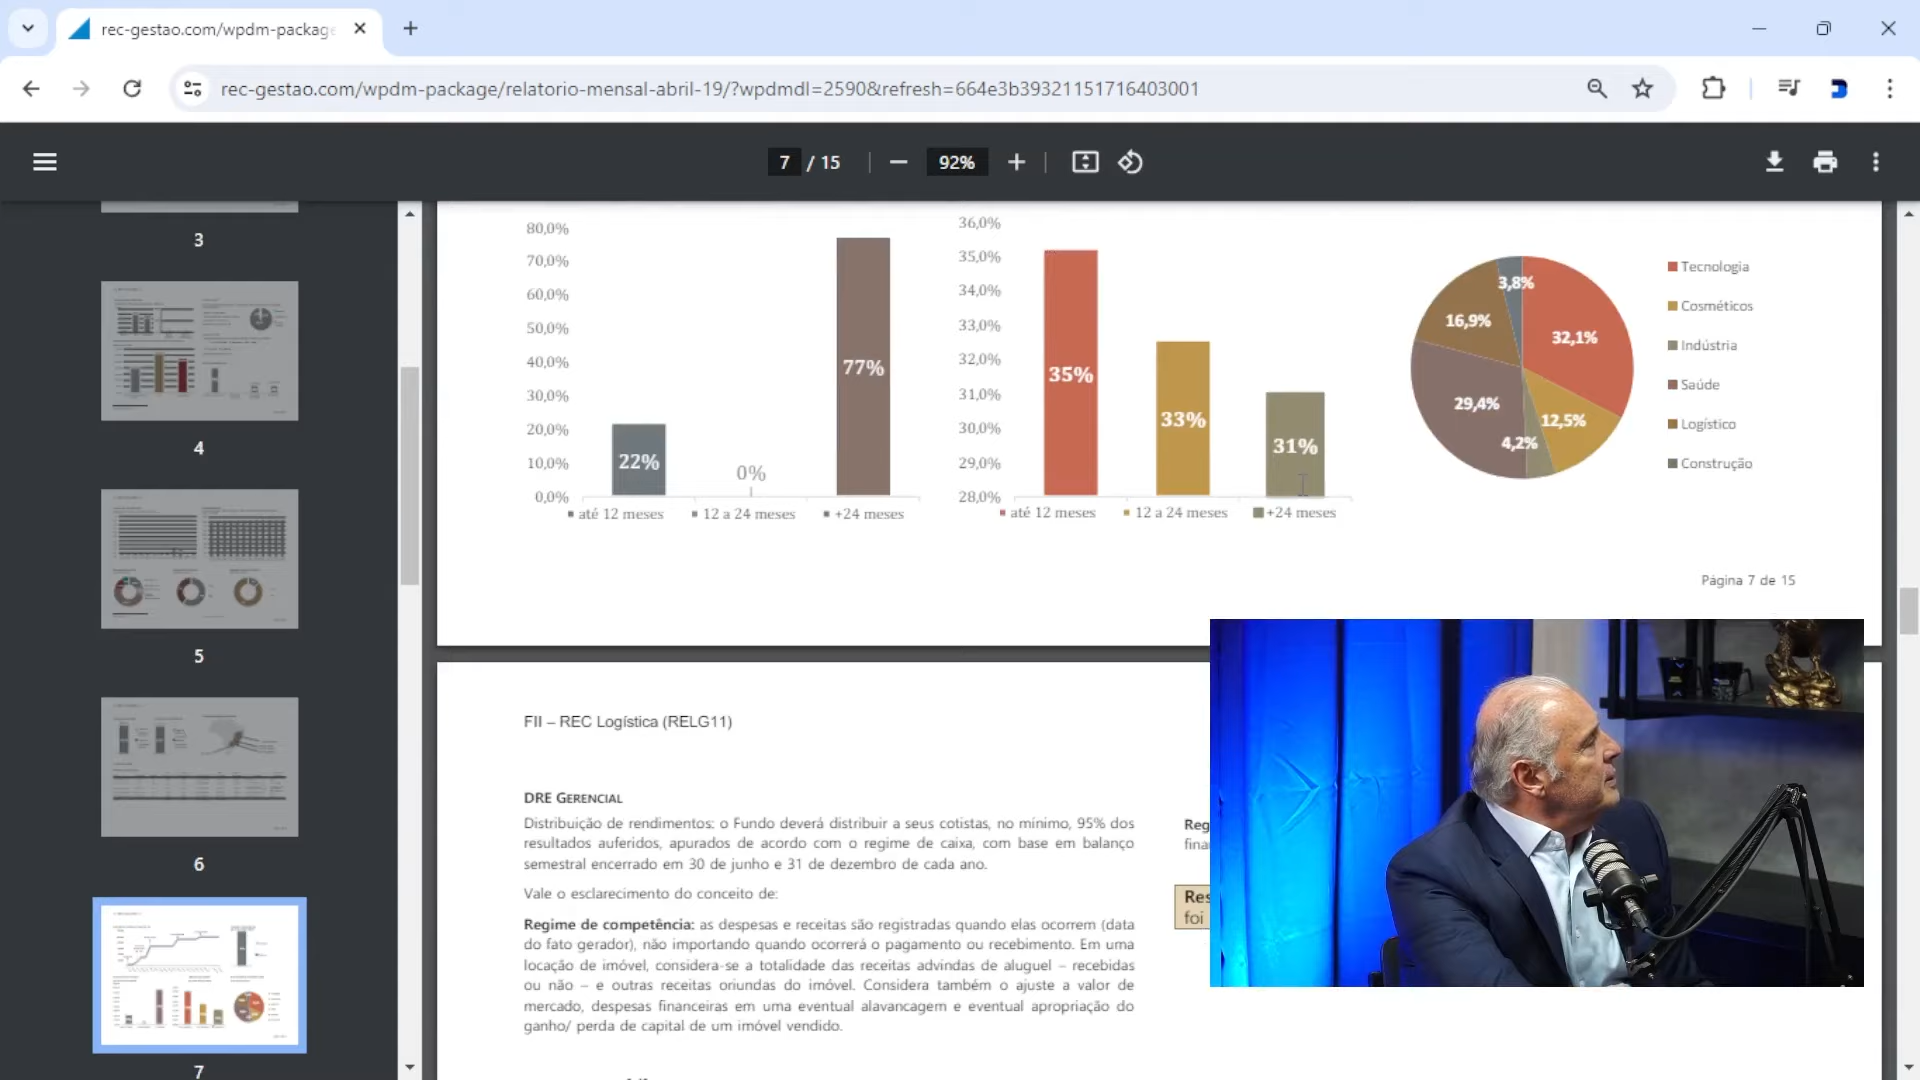 rec-gestao.com/wpdm-package
rec-gestao.com/wpdm-package/relatorio-mensal-abril-19/?wpdmdl=2590&refresh=664e3b39321151716403001
7 / 15
92%
3
4
5
6
7
80,0%
70,0%
60,0%
50,0%
40,0%
30,0%
20,0%
10,0%
0,0%
22%
0%
77%
até 12 meses
12 a 24 meses
+24 meses
36,0%
35,0%
34,0%
33,0%
32,0%
31,0%
30,0%
29,0%
28,0%
35%
33%
31%
até 12 meses
12 a 24 meses
+24 meses
3,8%
16,9%
32,1%
29,4%
12,5%
4,2%
Tecnologia
Cosméticos
Indústria
Saúde
Logístico
Construção
Página 7 de 15
FII – REC Logística (RELG11)
DRE GERENCIAL
Distribuição de rendimentos: o Fundo deverá distribuir a seus cotistas, no mínimo, 95% dos
resultados auferidos, apurados de acordo com o regime de caixa, com base em balanço
semestral encerrado em 30 de junho e 31 de dezembro de cada ano.
Vale o esclarecimento do conceito de:
Regime de competência: as despesas e receitas são registradas quando elas ocorrem (data
do fato gerador), não importando quando ocorrerá o pagamento ou recebimento. Em uma
locação de imóvel, considera-se a totalidade das receitas advindas de aluguel – recebidas
ou não – e outras receitas oriundas do imóvel. Considera também o ajuste a valor de
mercado, despesas financeiras em uma eventual alavancagem e eventual apropriação do
ganho/ perda de capital de um imóvel vendido.
Reg
fina
Res
foi